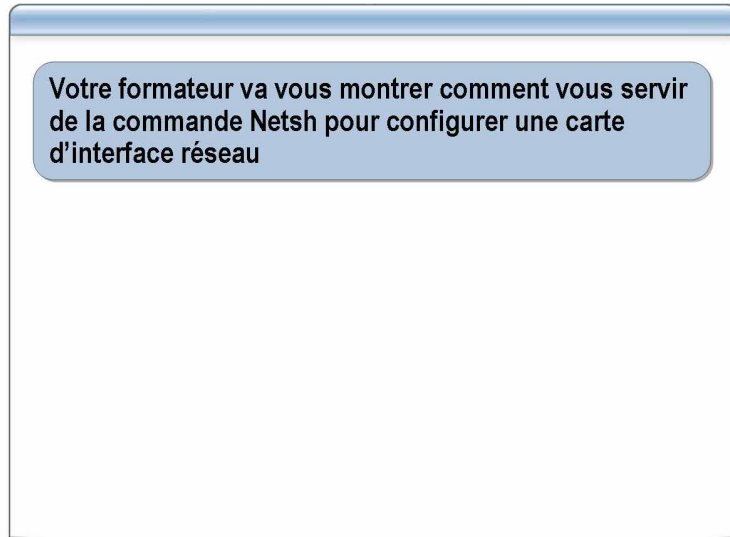 Votre formateur va vous montrer comment vous servir
de la commande Netsh pour configurer une carte
d'interface réseau